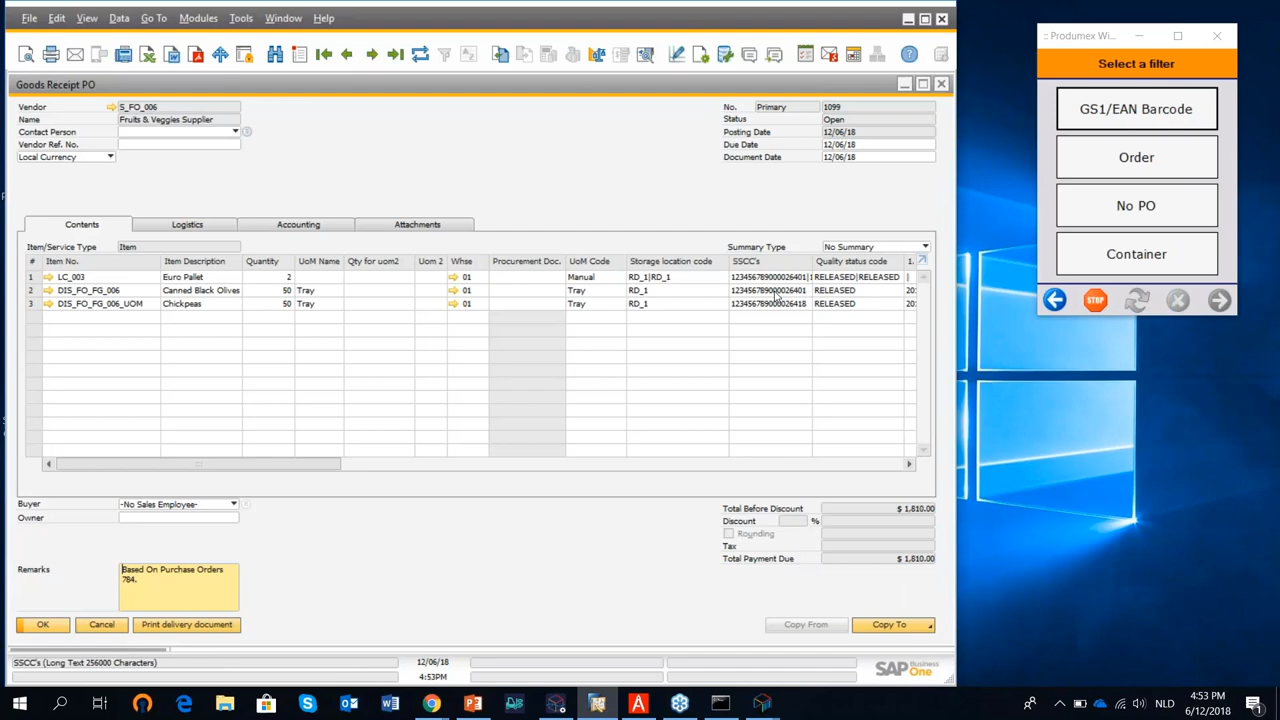 File Edit View Data Go To Modules Tools Window Help
Goods Receipt PO
Vendor S_FO_006
Name Fruits & Veggies Supplier
Contact Person
Vendor Ref. No.
Local Currency
No. Primary 1099
Status Open
Posting Date 12/06/18
Due Date 12/06/18
Document Date 12/06/18
Contents Logistics Accounting Attachments
Item/Service Type Item
Summary Type No Summary
# Item No. Item Description Quantity UoM Name Qty for uom2 Uom 2 Whse Procurement Doc. UoM Code Storage location code SSCC's Quality status code 1.
1 LC_003 Euro Pallet 2 01 Manual RD_1|RD_1 123456789000026401|1 RELEASED|RELEASED |
2 DIS_FO_FG_006 Canned Black Olives 50 Tray 01 Tray RD_1 123456789000026401 RELEASED 20
3 DIS_FO_FG_006_UOM Chickpeas 50 Tray 01 Tray RD_1 123456789000026418 RELEASED 20
Buyer -No Sales Employee-
Owner
Total Before Discount $ 1,810.00
Discount %
Rounding
Tax
Total Payment Due $ 1,810.00
Remarks Based On Purchase Orders
784.
OK Cancel Print delivery document Copy From Copy To
SSCC's (Long Text 256000 Characters) 12/06/18
4:53PM
SAP Business One
:: Produmex Wi...
Select a filter
GS1/EAN Barcode
Order
No PO
Container
STOP
NLD
4:53 PM
6/12/2018
1